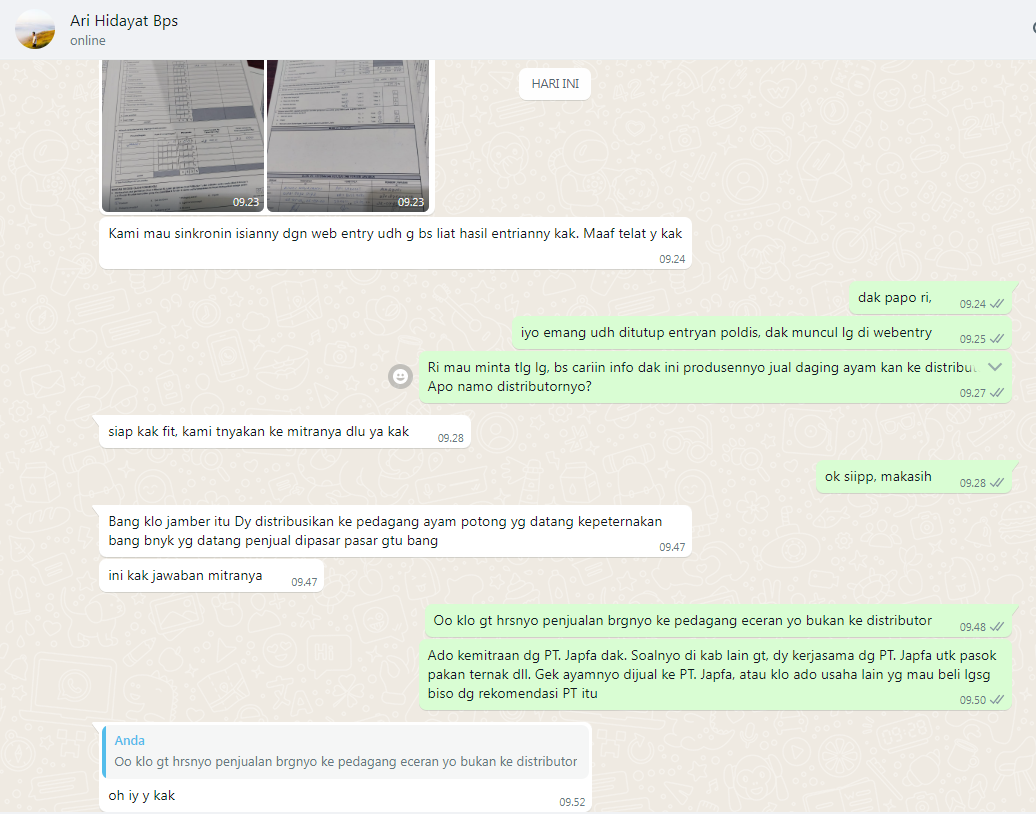 Ari Hidayat Bps
online
HARI INI
09.23
09.23
Kami mau sinkronin isianny dgn web entry udh g bs liat hasil entrianny kak. Maaf telat y kak
09.24
dak papo ri,
09.24
iyo emang udh ditutup entryan poldis, dak muncul lg di webentry
09.25
Ri mau minta tlg lg, bs cariin info dak ini produsennyo jual daging ayam kan ke distribu
Apo namo distributornyo?
09.27
siap kak fit, kami tnyakan ke mitranya dlu ya kak
09.28
ok siipp, makasih
09.28
Bang klo jamber itu Dy distribusikan ke pedagang ayam potong yg datang kepeternakan
bang bnyk yg datang penjual dipasar pasar gtu bang
09.47
ini kak jawaban mitranya
09.47
Oo klo gt hrsnyo penjualan brgnyo ke pedagang eceran yo bukan ke distributor
09.48
Ado kemitraan dg PT. Japfa dak. Soalnyo di kab lain gt, dy kerjasama dg PT. Japfa utk pasok
pakan ternak dll. Gek ayamnyo dijual ke PT. Japfa, atau klo ado usaha lain yg mau beli lgsg
biso dg rekomendasi PT itu
09.50
Anda
Oo klo gt hrsnyo penjualan brgnyo ke pedagang eceran yo bukan ke distributor
oh iy y kak
09.52